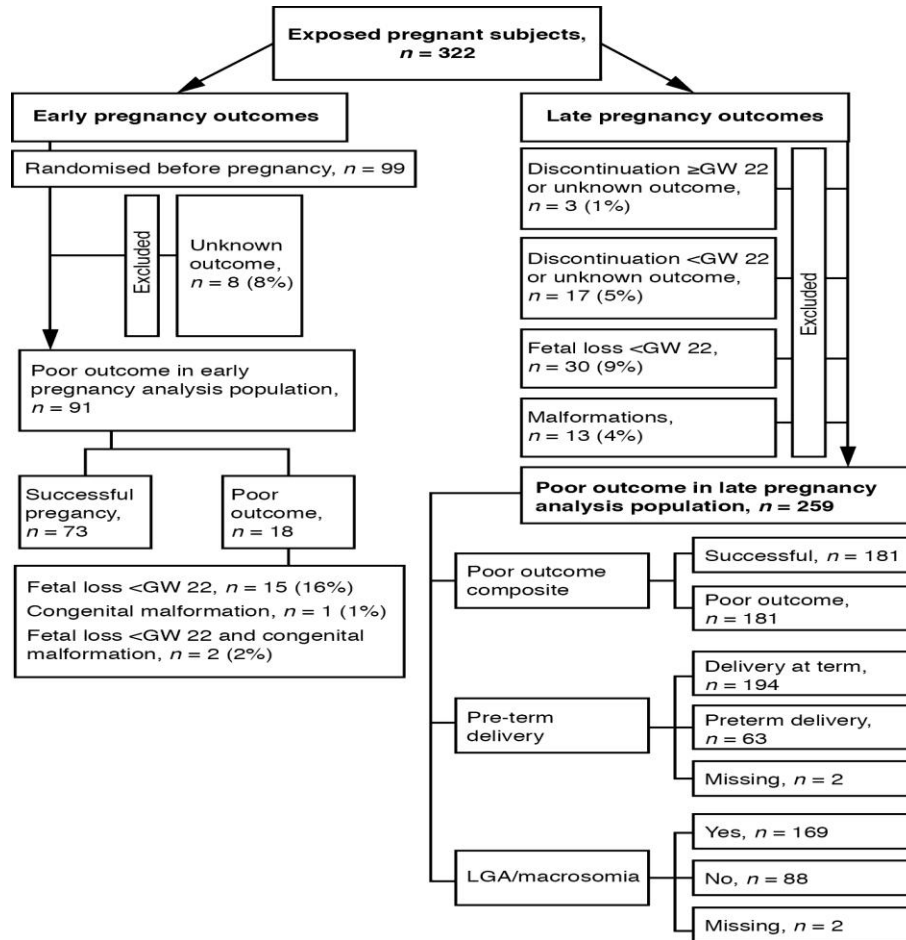 Exposed pregnant subjects,
n = 322
Early pregnancy outcomes
Randomised before pregnancy, n = 99
Excluded
Unknown
outcome,
n = 8 (8%)
Poor outcome in early
pregnancy analysis population,
n = 91
Successful
pregancy,
n = 73
Poor
outcome,
n = 18
Fetal loss <GW 22, n = 15 (16%)
Congenital malformation, n = 1 (1%)
Fetal loss <GW 22 and congenital
malformation, n = 2 (2%)
Late pregnancy outcomes
Discontinuation ≥GW 22
or unknown outcome,
n = 3 (1%)
Discontinuation <GW 22
or unknown outcome,
n = 17 (5%)
Fetal loss <GW 22,
n = 30 (9%)
Malformations,
n = 13 (4%)
Excluded
Poor outcome in late pregnancy
analysis population, n = 259
Poor outcome
composite
Successful, n = 181
Poor outcome,
n = 181
Pre-term
delivery
Delivery at term,
n = 194
Preterm delivery,
n = 63
Missing, n = 2
LGA/macrosomia
Yes, n = 169
No, n = 88
Missing, n = 2